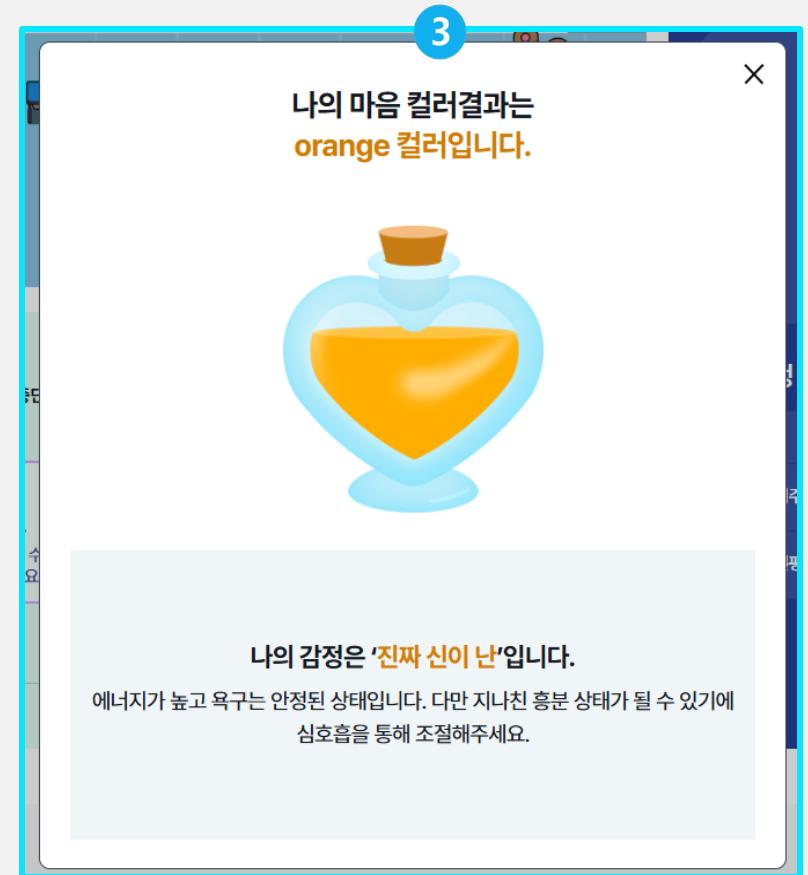 3
나의 마음 컬러결과는
orange 컬러입니다.
나의 감정은 ‘진짜 신이 난’입니다.
에너지가 높고 욕구는 안정된 상태입니다. 다만 지나친 흥분 상태가 될 수 있기에
심호흡을 통해 조절해주세요.
수
요